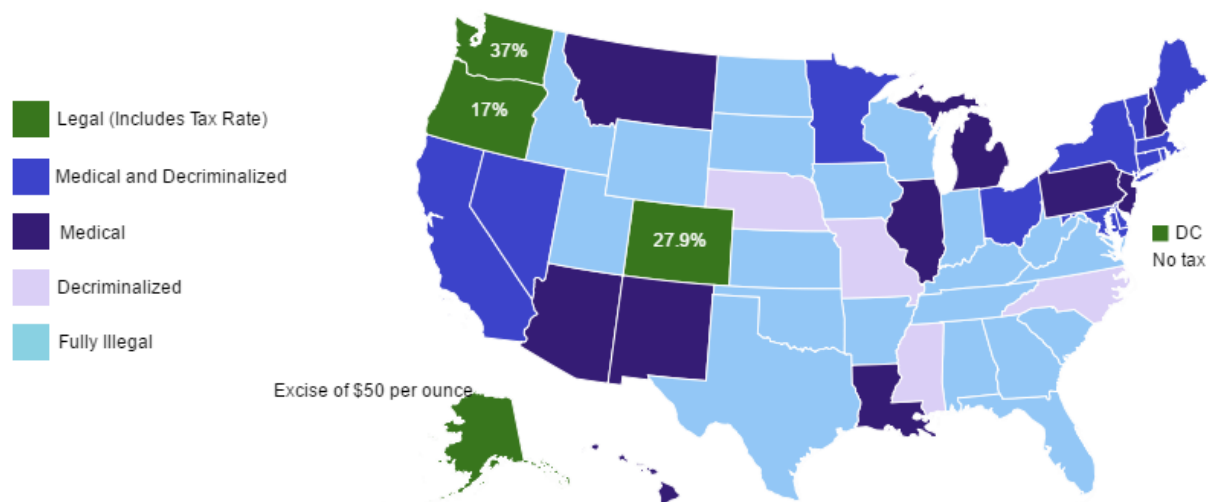 Legal (Includes Tax Rate)
Medical and Decriminalized
Medical
Decriminalized
Fully Illegal
37%
17%
27.9%
DC
No tax
Excise of $50 per ounce